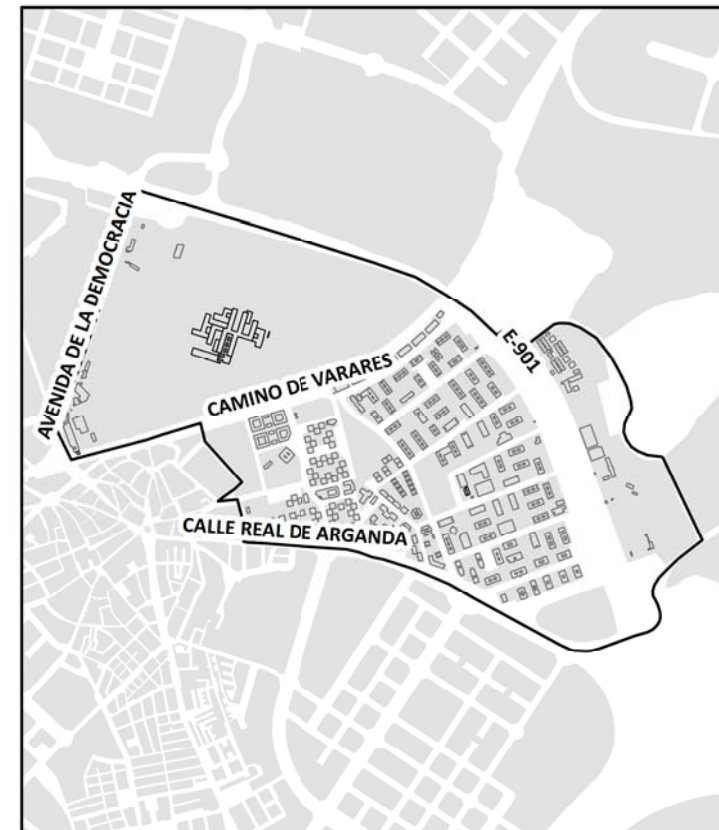 AVENIDA DE LA DEMOCRACIA
E-901
CAMINO DE VARARES
CALLE REAL DE ARGANDA